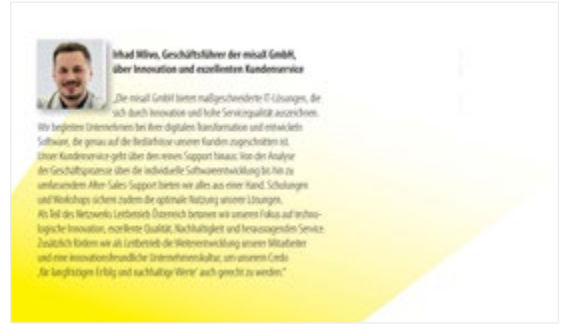 Irhad Mlivo, Geschäftsführer der misaX GmbH,
über Innovation und exzellenten Kundenservice
„Die misaX GmbH bietet maßgeschneiderte IT-Lösungen, die
sich durch Innovation und hohe Servicequalität auszeichnen.
Wir begleiten Unternehmen bei ihrer digitalen Transformation und entwickeln
Software, die genau auf die Bedürfnisse unserer Kunden zugeschnitten ist.
Unser Kundenservice geht über den reinen Support hinaus: Von der Analyse
der Geschäftsprozesse über die individuelle Softwareentwicklung bis hin zu
umfassendem After-Sales-Support bieten wir alles aus einer Hand. Schulungen
und Workshops sichern zudem die optimale Nutzung unserer Lösungen.
Als Teil des Netzwerks Leitbetrieb Österreich betonen wir unseren Fokus auf techno-
logische Innovation, exzellente Qualität, Nachhaltigkeit und herausragenden Service.
Zusätzlich fördern wir als Leitbetrieb die Weiterentwicklung unserer Mitarbeiter
und eine innovationsfreundliche Unternehmenskultur, um unserem Credo
‚für langfristigen Erfolg und nachhaltige Werte‘ auch gerecht zu werden.“